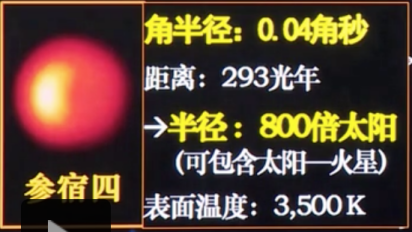 角半径：0.04角秒
距离：293光年
→半径：800倍太阳
(可包含太阳—火星)
表面温度：3,500K
参宿四